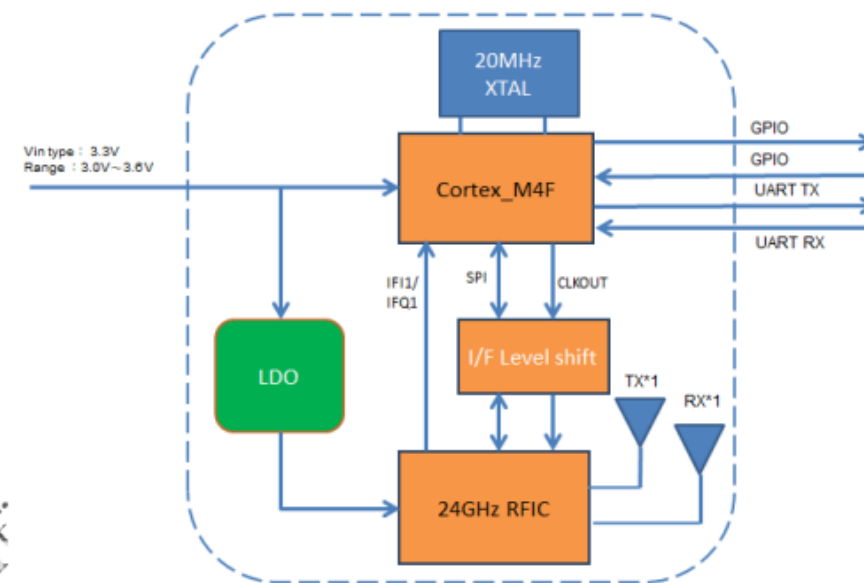 20MHz
XTAL
Vin type : 3.3V
Range : 3.0V~3.6V
GPIO
GPIO
Cortex_M4F
UART TX
UART RX
IFI1/
IFQ1
SPI
CLKOUT
I/F Level shift
LDO
TX*1
RX*1
24GHz RFIC